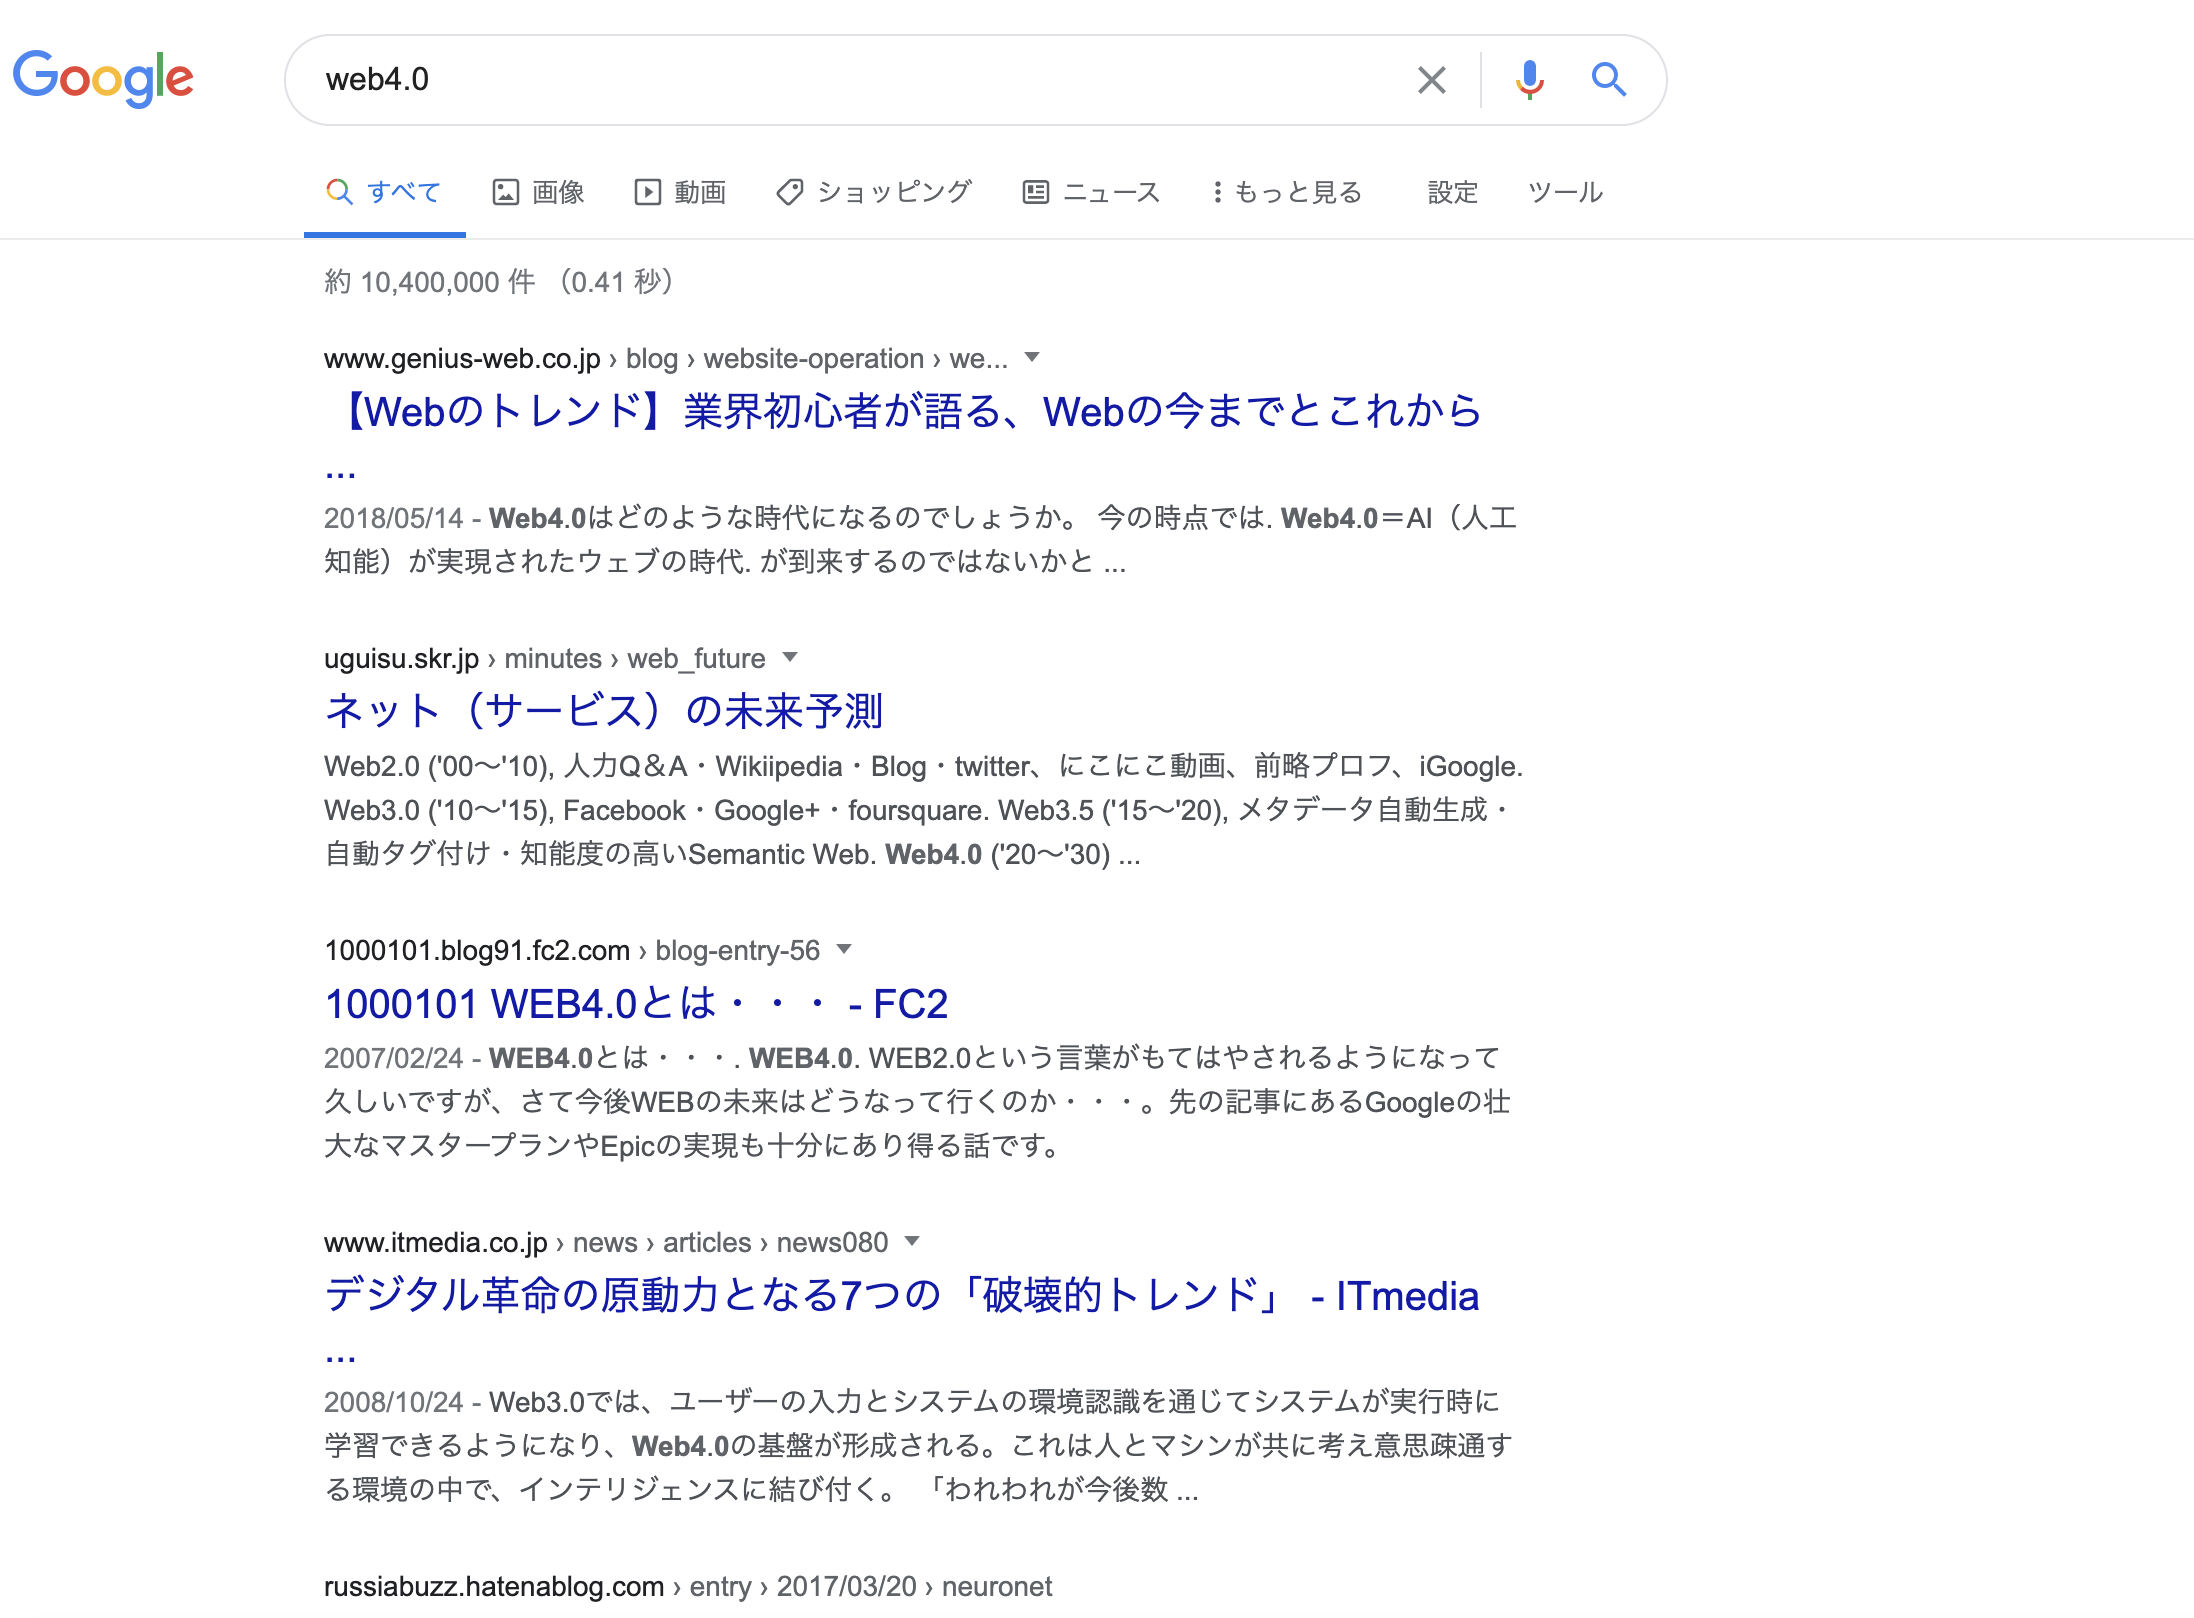 Google
web4.0
すべて 画像 動画 ショッピング ニュース もっと見る 設定 ツール
約 10,400,000 件 （0.41 秒）
www.genius-web.co.jp › blog › website-operation › we...
【Webのトレンド】業界初心者が語る、Webの今までとこれから
...
2018/05/14 - Web4.0はどのような時代になるのでしょうか。 今の時点では. Web4.0＝AI（人工
知能）が実現されたウェブの時代. が到来するのではないかと ...
uguisu.skr.jp › minutes › web_future
ネット（サービス）の未来予測
Web2.0 ('00〜'10), 人力Q＆A・Wikiipedia・Blog・twitter、にこにこ動画、前略プロフ、iGoogle.
Web3.0 ('10〜'15), Facebook・Google+・foursquare. Web3.5 ('15〜'20), メタデータ自動生成・
自動タグ付け・知能度の高いSemantic Web. Web4.0 ('20〜'30) ...
1000101.blog91.fc2.com › blog-entry-56
1000101 WEB4.0とは・・・ - FC2
2007/02/24 - WEB4.0とは・・・. WEB4.0. WEB2.0という言葉がもてはやされるようになって
久しいですが、さて今後WEBの未来はどうなって行くのか・・・。先の記事にあるGoogleの壮
大なマスタープランやEpicの実現も十分にあり得る話です。
www.itmedia.co.jp › news › articles › news080
デジタル革命の原動力となる7つの「破壊的トレンド」 - ITmedia
...
2008/10/24 - Web3.0では、ユーザーの入力とシステムの環境認識を通じてシステムが実行時に
学習できるようになり、Web4.0の基盤が形成される。これは人とマシンが共に考え意思疎通す
る環境の中で、インテリジェンスに結び付く。 「われわれが今後数 ...
russiabuzz.hatenablog.com › entry › 2017/03/20 › neuronet